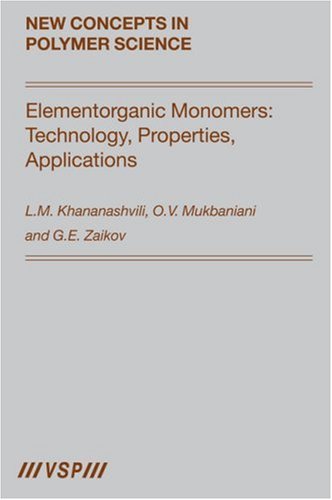 NEW CONCEPTS IN
POLYMER SCIENCE
Elementorganic Monomers:
Technology, Properties,
Applications
L.M. Khananashvili, O.V. Mukbaniani
and G.E. Zaikov
///VSP///